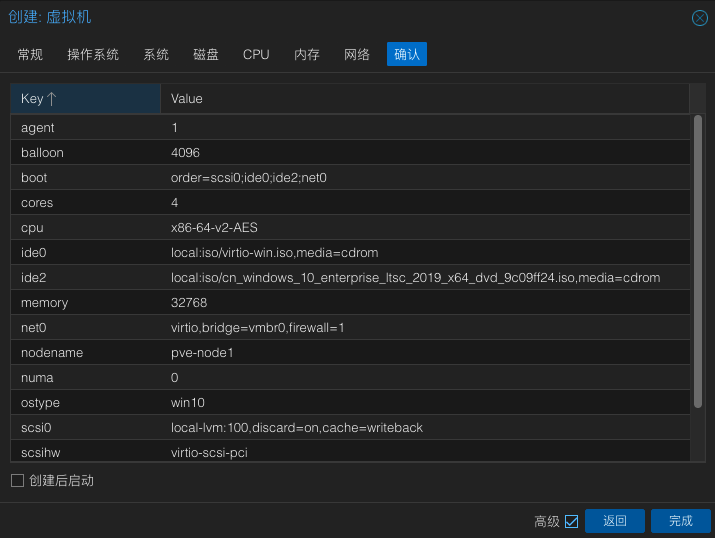 创建: 虚拟机
常规 操作系统 系统 磁盘 CPU 内存 网络 确认
Key Value
agent 1
balloon 4096
boot order=scsi0;ide0;ide2;net0
cores 4
cpu x86-64-v2-AES
ide0 local:iso/virtio-win.iso,media=cdrom
ide2 local:iso/cn_windows_10_enterprise_ltsc_2019_x64_dvd_9c09ff24.iso,media=cdrom
memory 32768
net0 virtio,bridge=vmbr0,firewall=1
nodename pve-node1
numa 0
ostype win10
scsi0 local-lvm:100,discard=on,cache=writeback
scsihw virtio-scsi-pci
创建后启动
高级 返回 完成